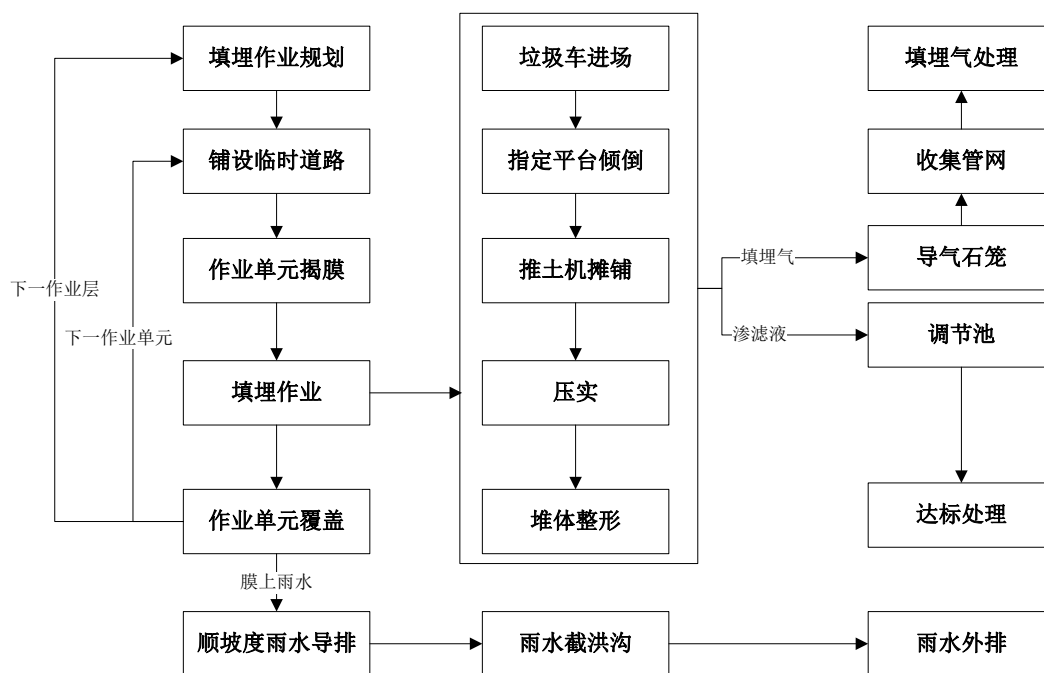 填埋作业规划
垃圾车进场
填埋气处理
铺设临时道路
指定平台倾倒
收集管网
作业单元揭膜
推土机摊铺
填埋气
导气石笼
下一作业层
下一作业单元
渗滤液
调节池
填埋作业
压实
作业单元覆盖
堆体整形
达标处理
膜上雨水
顺坡度雨水导排
雨水截洪沟
雨水外排